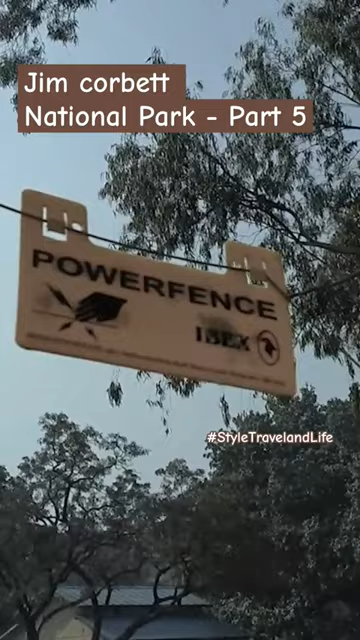 Jim corbett
National Park - Part 5
POWERFENCE
IBEX
#StyleTravelandLife